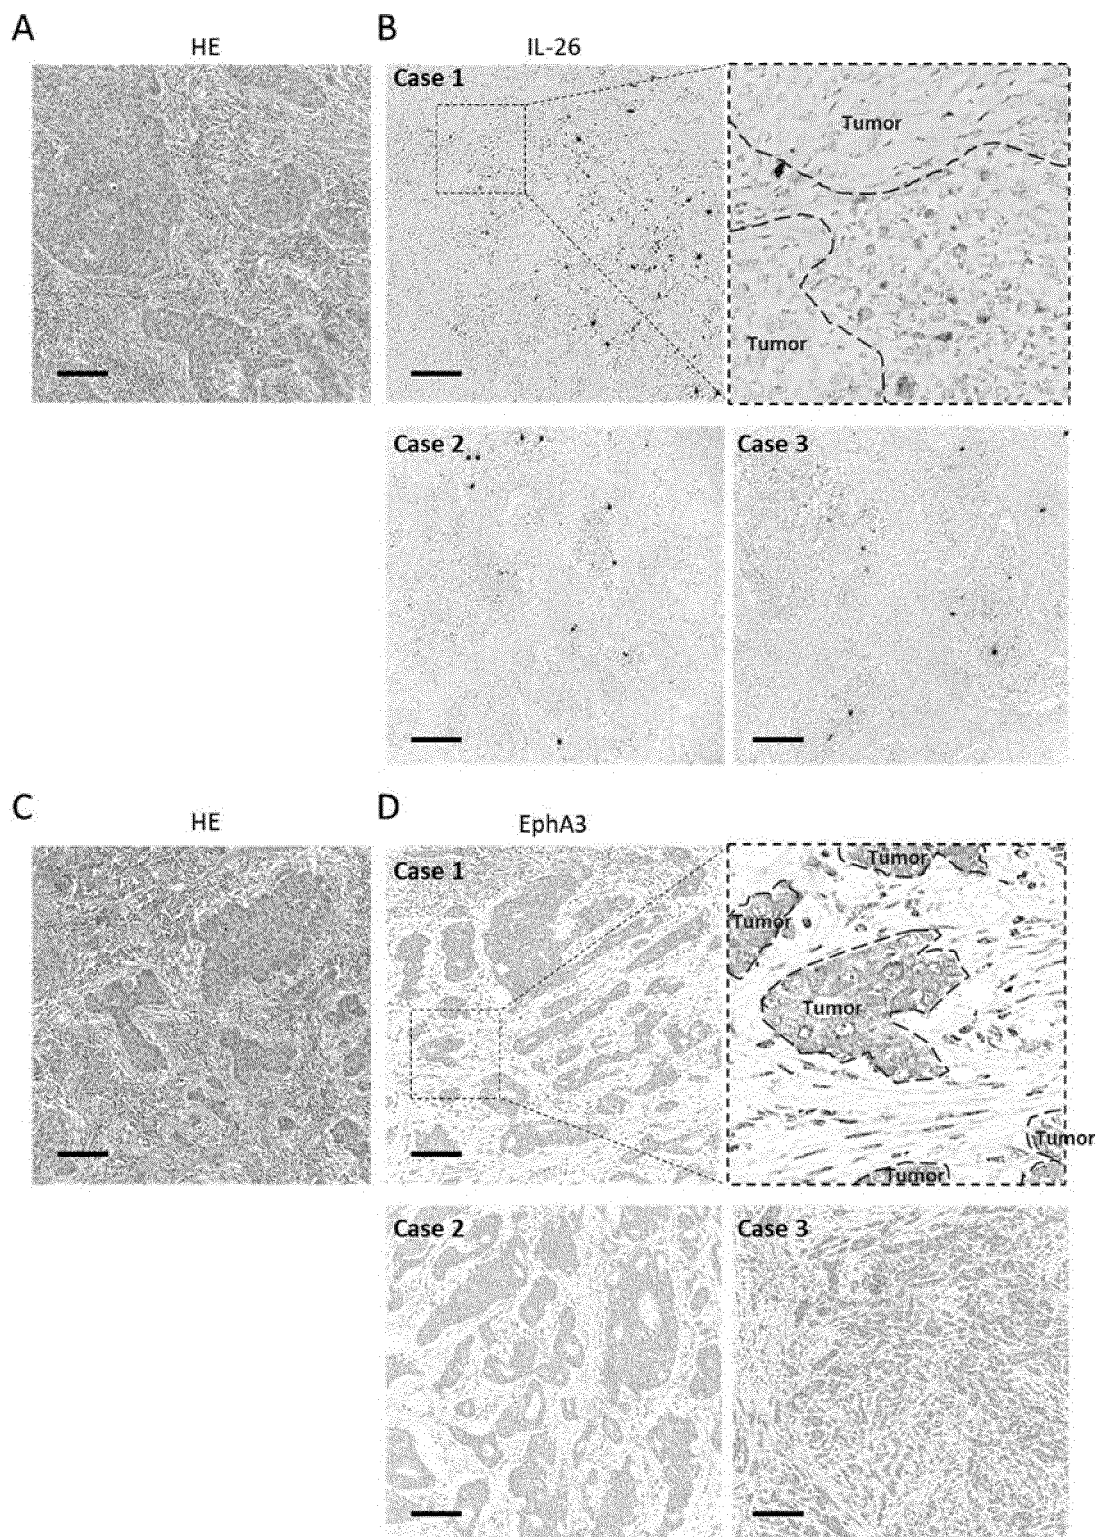 A
HE
B
IL-26
Case 1
Tumor
Tumor
Case 2
Case 3
C
HE
D
EphA3
Case 1
Tumor
Tumor
Tumor
Tumor
Tumor
Case 2
Case 3